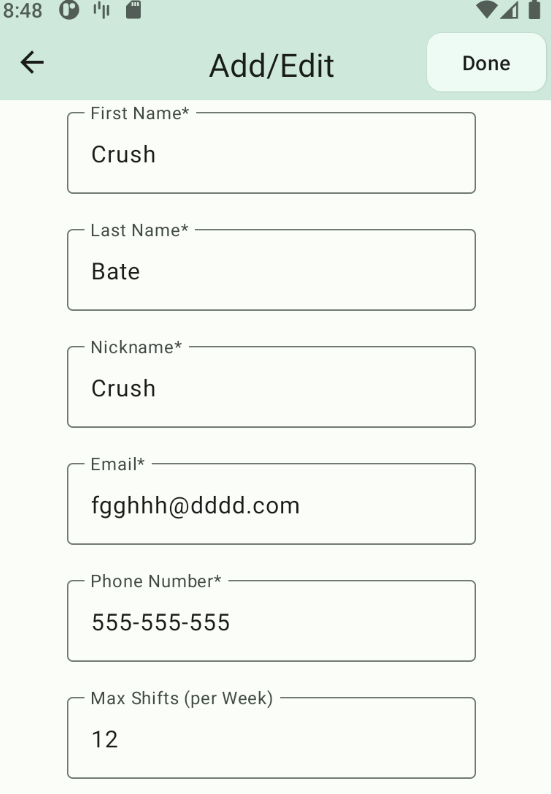 8:48
Add/Edit
Done
First Name*
Crush
Last Name*
Bate
Nickname*
Crush
Email*
fgghhh@dddd.com
Phone Number*
555-555-555
Max Shifts (per Week)
12